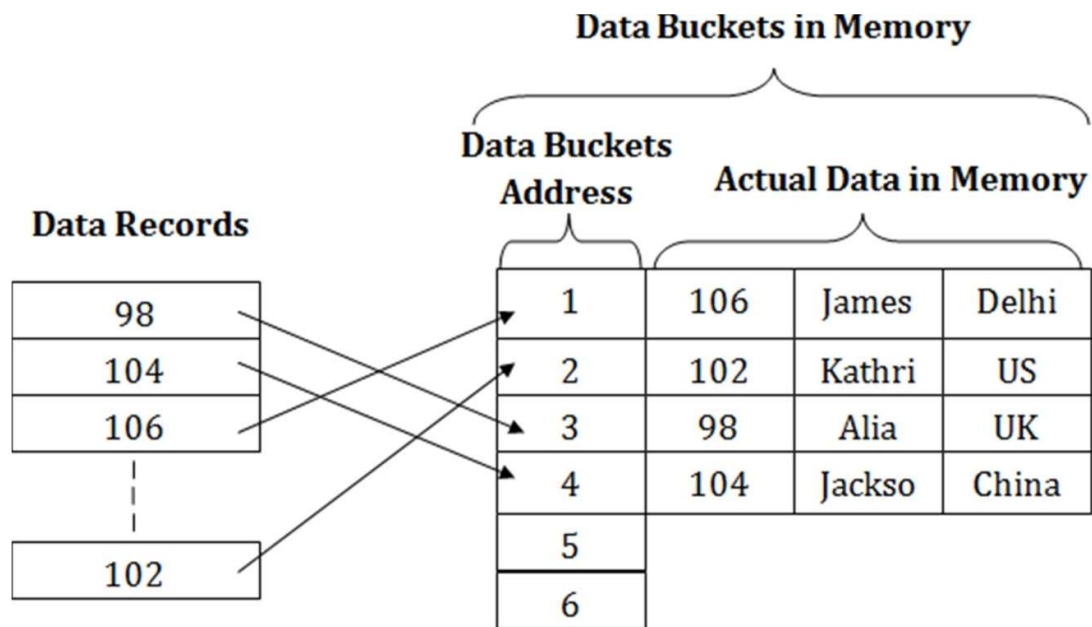 Data Buckets in Memory
Data Buckets
Address
Actual Data in Memory
Data Records
98
104
106
102
1 106 James Delhi
2 102 Kathri US
3 98 Alia UK
4 104 Jackso China
5
6